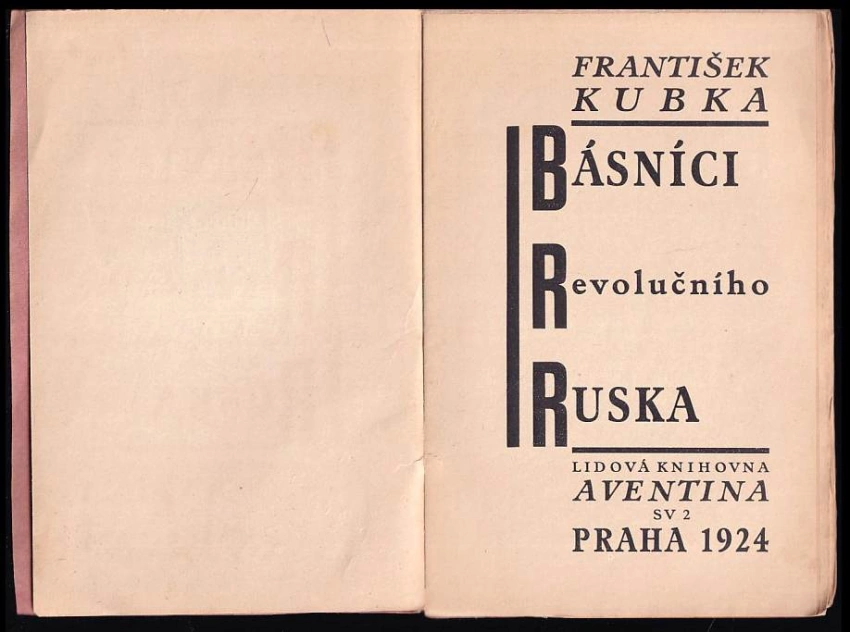 FRANTIŠEK
KUBKA
BÁSNÍCI
Revolučního
RUSKA
LIDOVÁ KNIHOVNA
AVENTINA
SV 2
PRAHA 1924